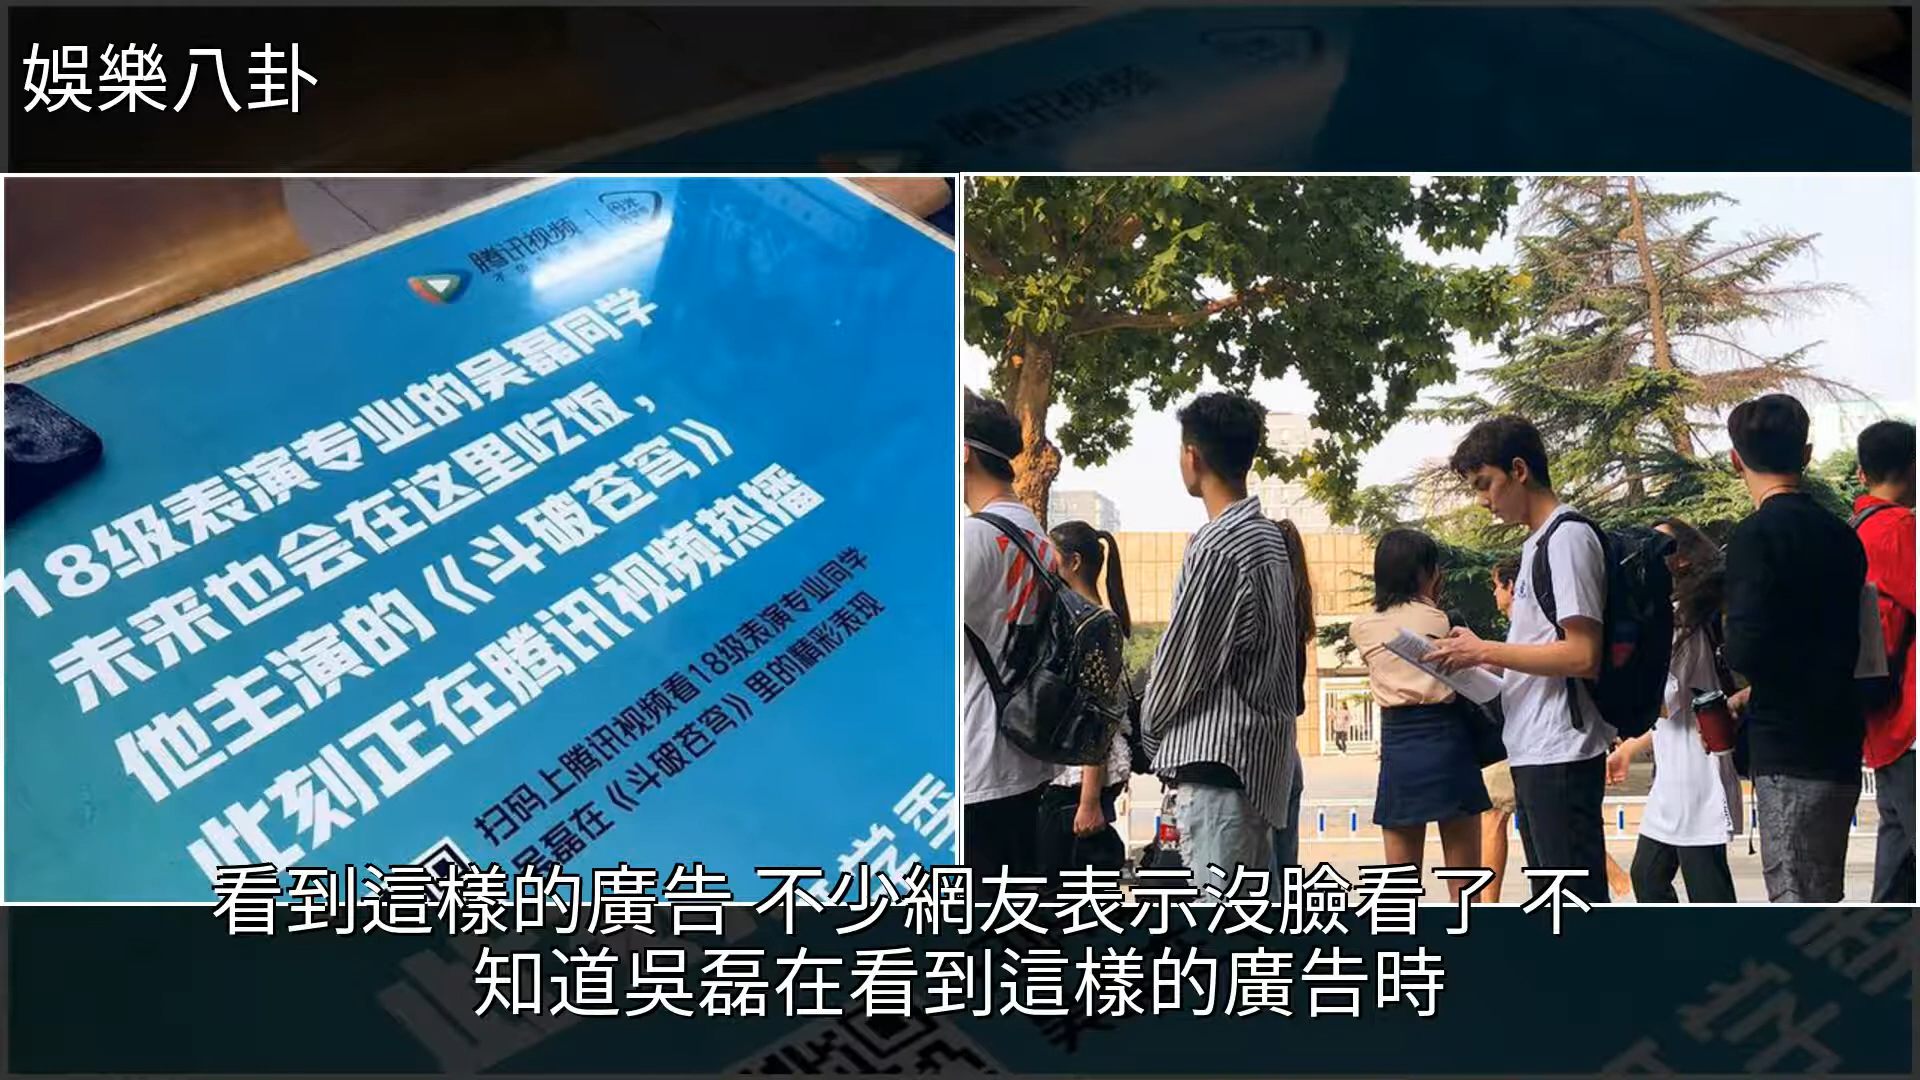 娛樂八卦
腾讯视频
18级表演专业的吴磊同学
未来也会在这里吃饭，
他主演的《斗破苍穹》
此刻正在腾讯视频热播
扫码上腾讯视频看18级表演专业同学
吴磊在《斗破苍穹》里的精彩表现
学季
看到這樣的廣告 不少網友表示沒臉看了 不
知道吳磊在看到這樣的廣告時